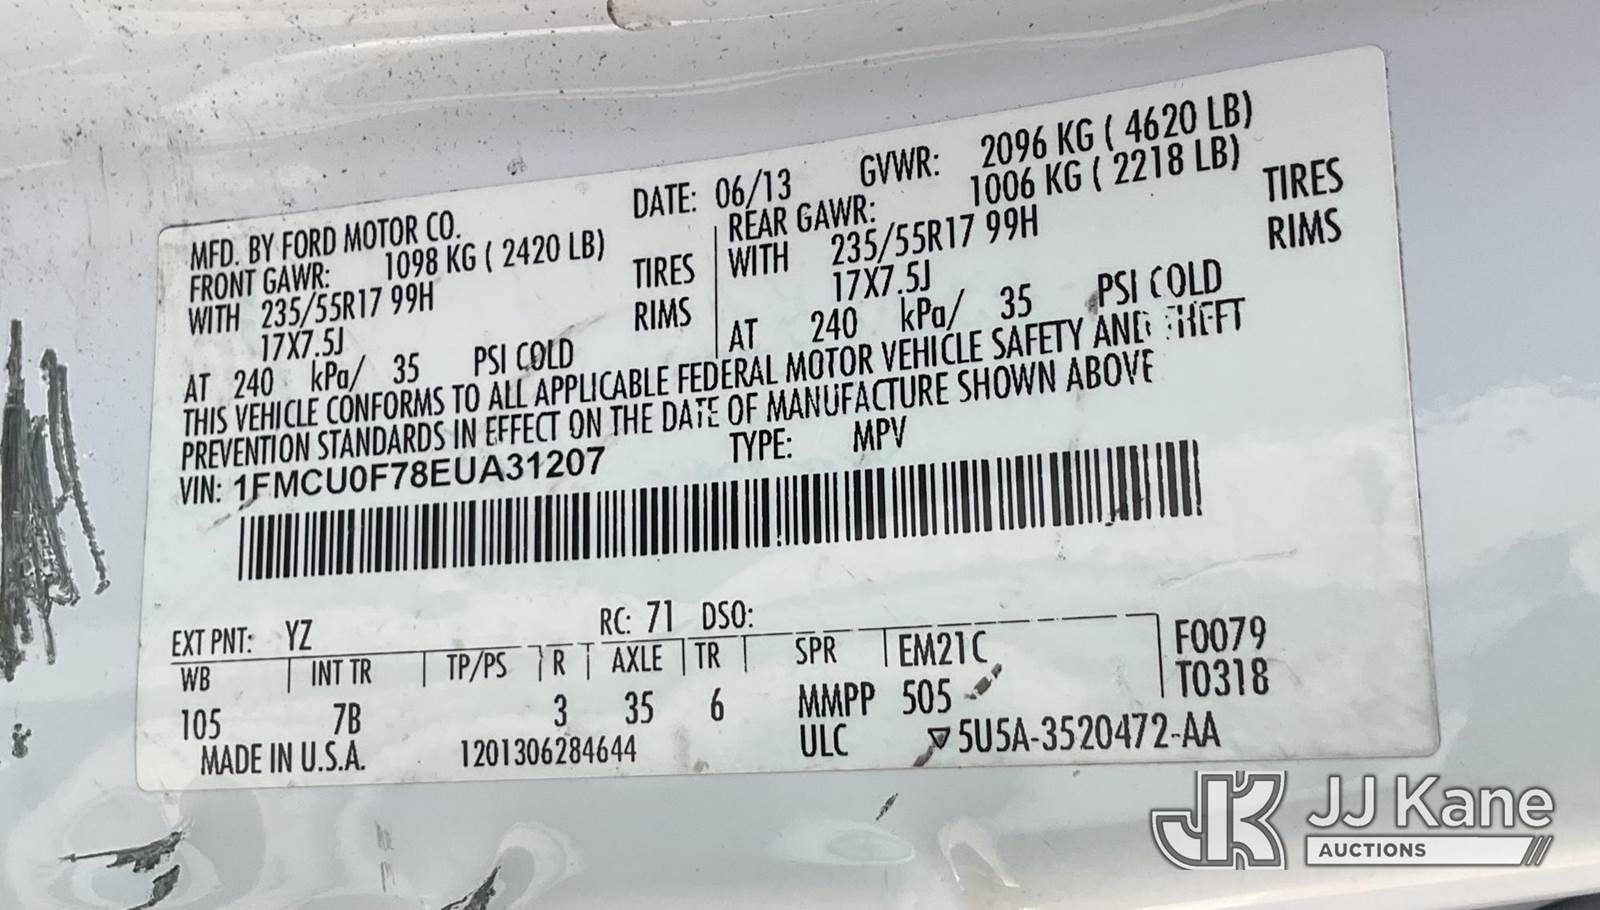 MFD. BY FORD MOTOR CO. DATE: 06/13 GVWR: 2096 KG ( 4620 LB)
FRONT GAWR: 1098 KG ( 2420 LB) REAR GAWR: 1006 KG ( 2218 LB)
WITH 235/55R17 99H TIRES WITH 235/55R17 99H TIRES
17X7.5J RIMS 17X7.5J RIMS
AT 240 kPa/ 35 PSI COLD AT 240 kPa/ 35 PSI COLD
THIS VEHICLE CONFORMS TO ALL APPLICABLE FEDERAL MOTOR VEHICLE SAFETY AND THEFT
PREVENTION STANDARDS IN EFFECT ON THE DATE OF MANUFACTURE SHOWN ABOVE
VIN: 1FMCU0F78EUA31207 TYPE: MPV
EXT PNT: YZ RC: 71 DSO:
WB INT TR TP/PS R AXLE TR SPR EM21C F0079
105 7B 3 35 6 MMPP 505 T0318
MADE IN U.S.A. 1201306284644 ULC 5U5A-3520472-AA
JK JJ Kane
AUCTIONS